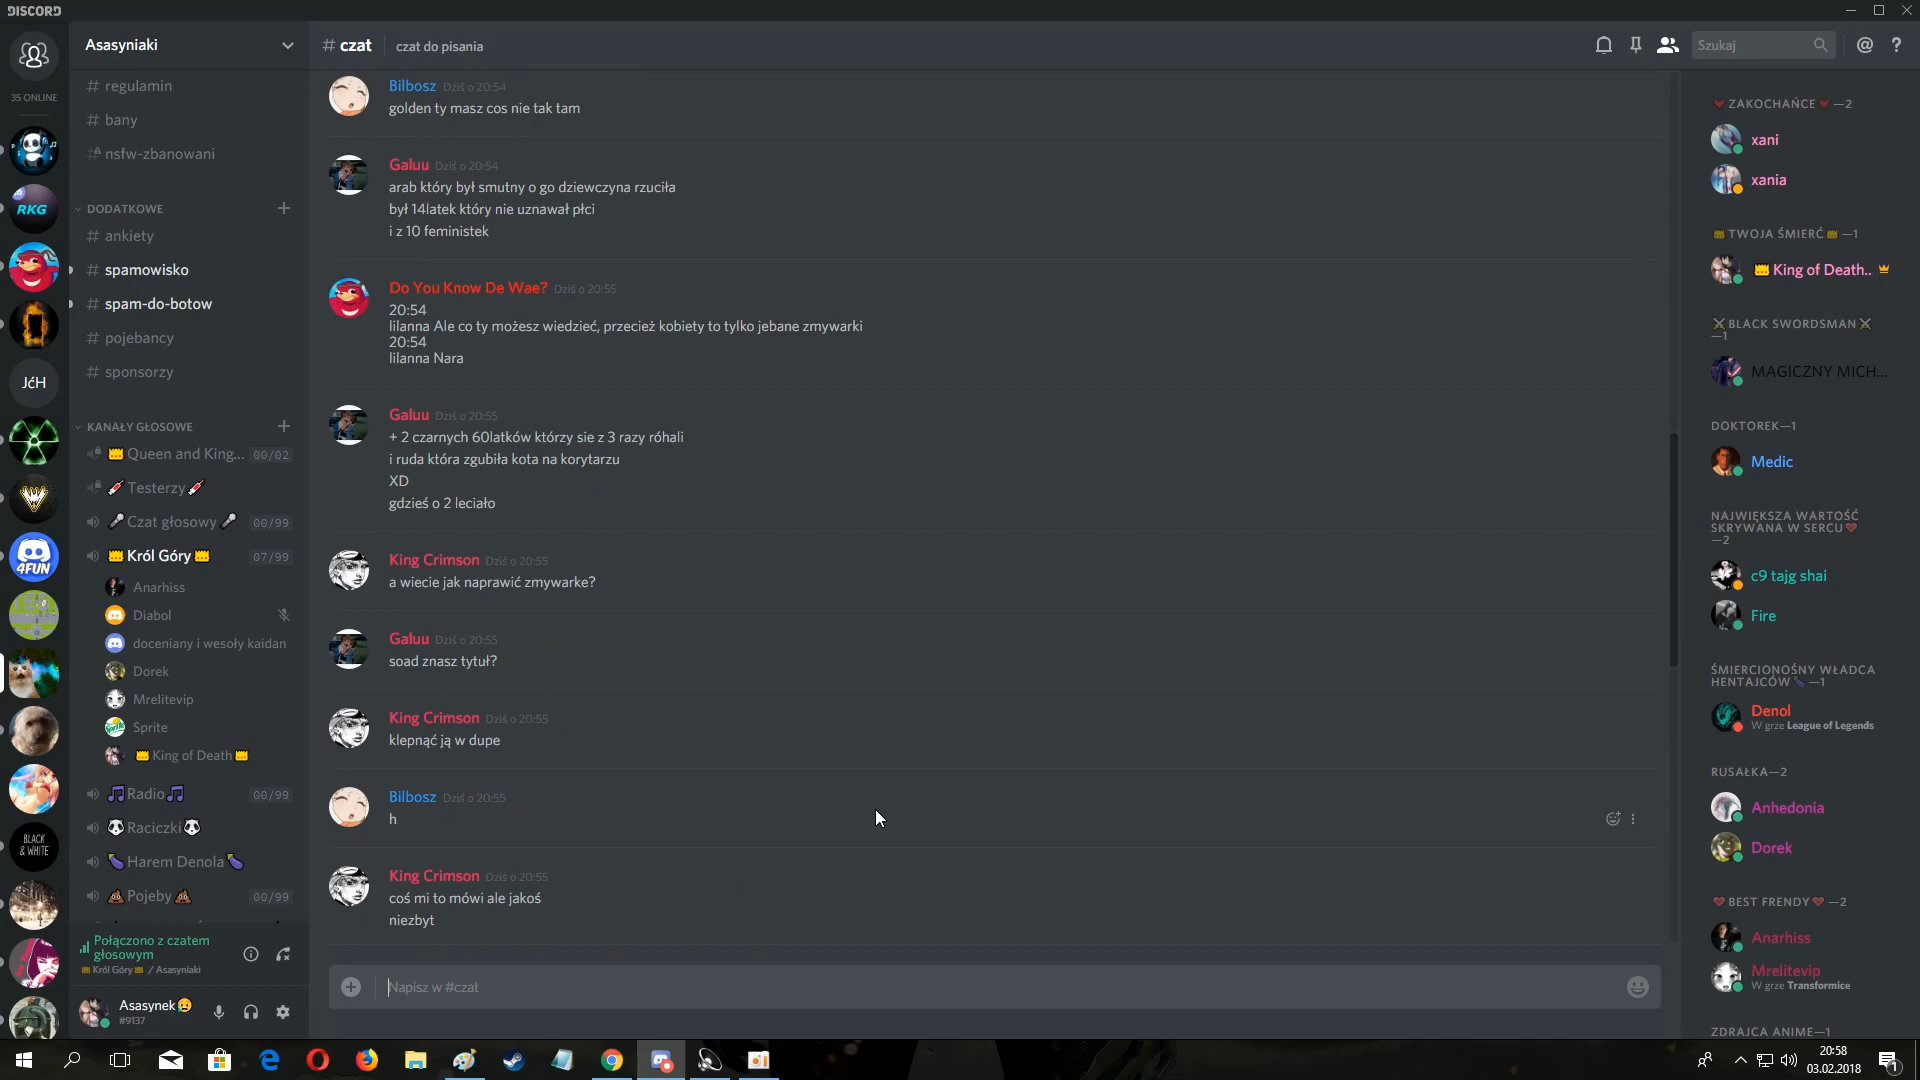 DISCORD
35 ONLINE
RKG
JćH
4FUN
BLACK
& WHITE
Asasyniaki
# regulamin
# bany
nsfw-zbanowani
DODATKOWE
# ankiety
# spamowisko
# spam-do-botow
# pojebancy
# sponsorzy
KANAŁY GŁOSOWE
Queen and King... 00/02
Testerzy
Czat głosowy 00/99
Król Góry 07/99
Anarhiss
Diabol
doceniany i wesoły kaidan
Dorek
Mrelitevip
Sprite
King of Death
Radio 00/99
Raciczki
Harem Denola
Pojeby 00/99
Połączono z czatem
głosowym
Król Góry / Asasyniaki
Asasynek
#9137
# czat czat do pisania
Szukaj
Bilbosz Dziś o 20:54
golden ty masz cos nie tak tam
Galuu Dziś o 20:54
arab który był smutny o go dziewczyna rzuciła
był 14latek który nie uznawał płci
i z 10 feministek
Do You Know De Wae? Dziś o 20:55
20:54
lilanna Ale co ty możesz wiedzieć, przecież kobiety to tylko jebane zmywarki
20:54
lilanna Nara
Galuu Dziś o 20:55
+ 2 czarnych 60latków którzy sie z 3 razy róhali
i ruda która zgubiła kota na korytarzu
XD
gdzieś o 2 leciało
King Crimson Dziś o 20:55
a wiecie jak naprawić zmywarke?
Galuu Dziś o 20:55
soad znasz tytuł?
King Crimson Dziś o 20:55
klepnąć ją w dupe
Bilbosz Dziś o 20:55
h
King Crimson Dziś o 20:55
coś mi to mówi ale jakoś
niezbyt
Napisz w #czat
ZAKOCHAŃCE —2
xani
xania
TWOJA ŚMIERĆ —1
King of Death..
BLACK SWORDSMAN
—1
MAGICZNY MICH...
DOKTOREK—1
Medic
NAJWIĘKSZA WARTOŚĆ
SKRYWANA W SERCU
—2
c9 tajg shai
Fire
ŚMIERCIONOŚNY WŁADCA
HENTAJCÓW —1
Denol
W grze League of Legends
RUSAŁKA—2
Anhedonia
Dorek
BEST FRENDY —2
Anarhiss
Mrelitevip
W grze Transformice
ZDRAJCA ANIME—1
20:58
03.02.2018
1